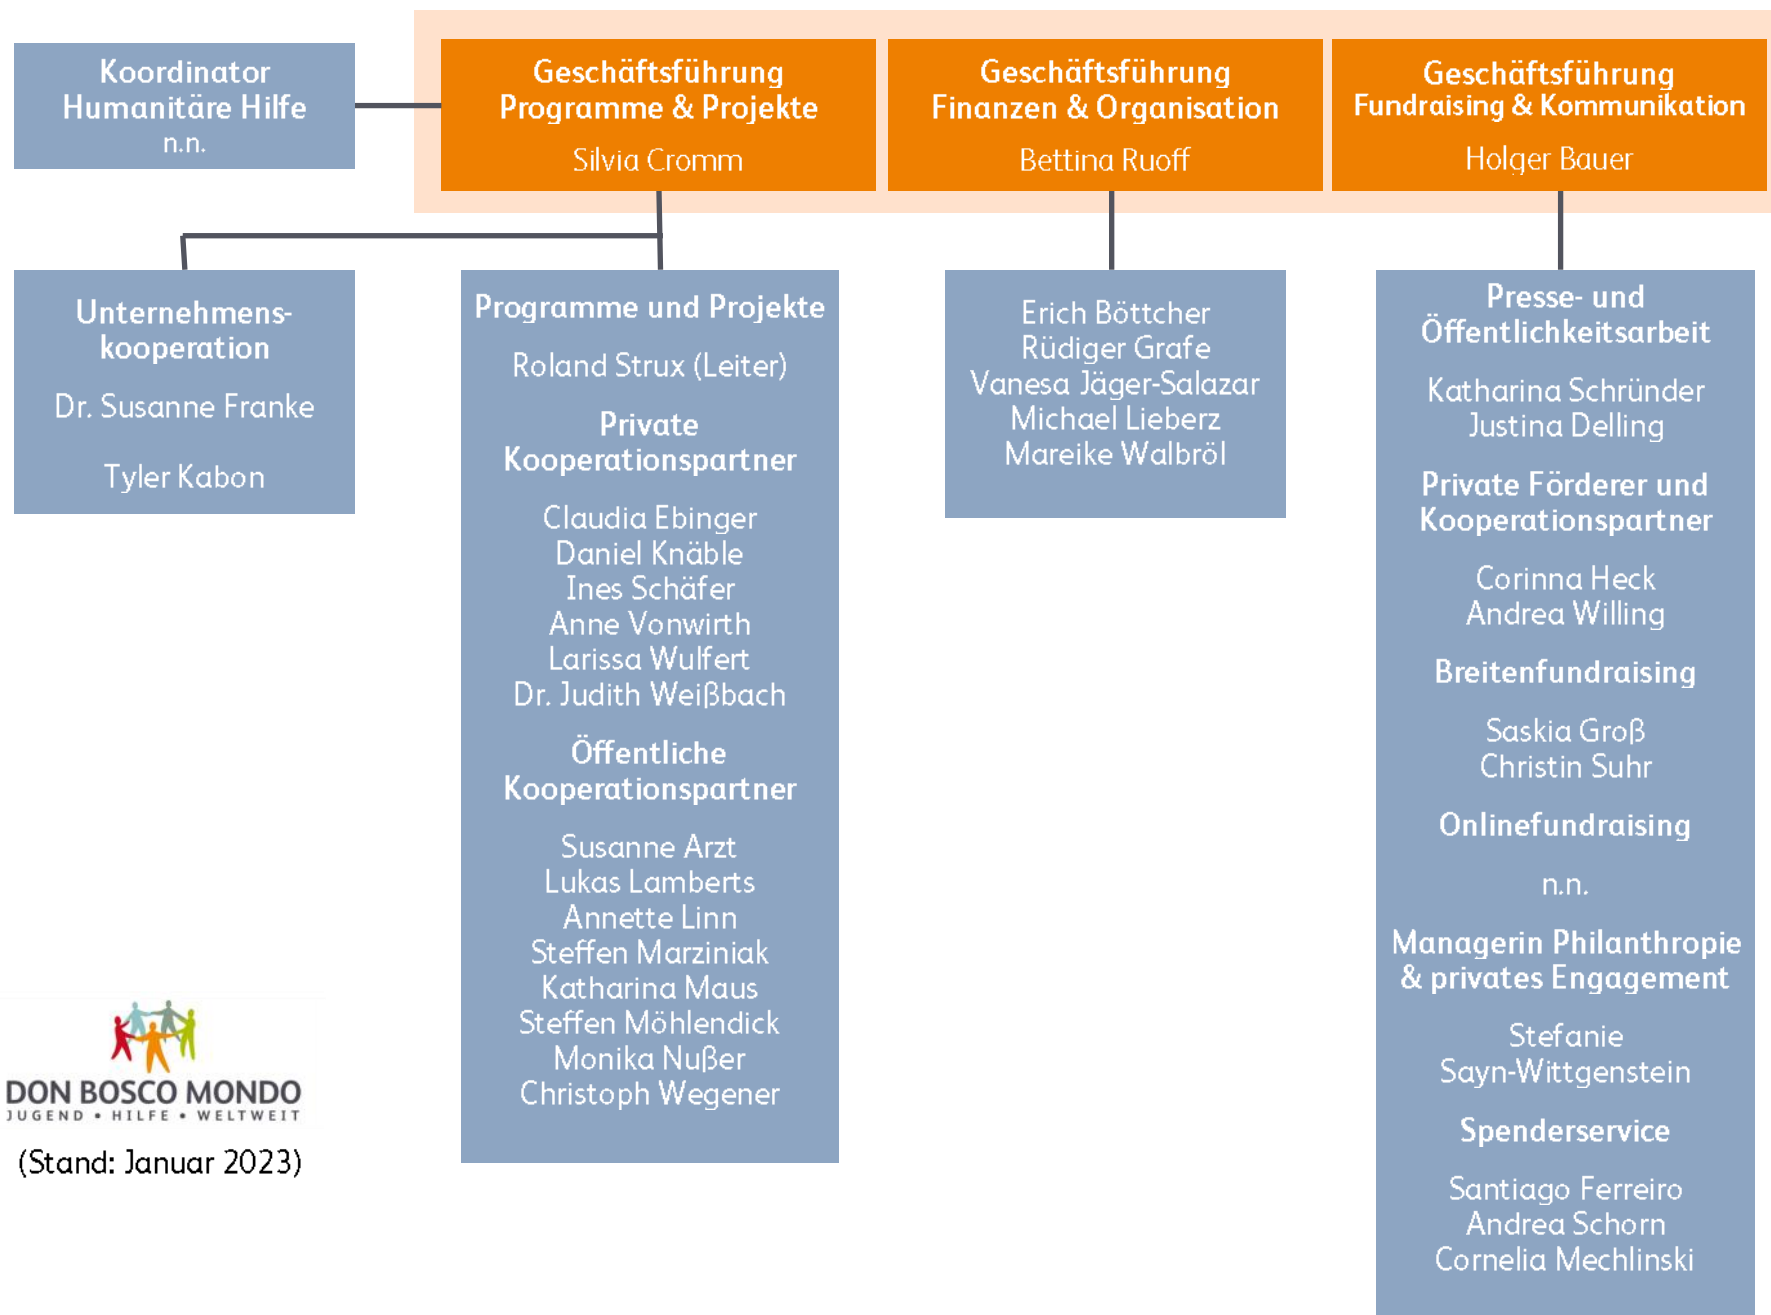 Koordinator
Humanitäre Hilfe
n.n.
Geschäftsführung
Programme & Projekte
Silvia Cromm
Geschäftsführung
Finanzen & Organisation
Bettina Ruoff
Geschäftsführung
Fundraising & Kommunikation
Holger Bauer
Unternehmens-
kooperation
Dr. Susanne Franke
Tyler Kabon
Programme und Projekte
Roland Strux (Leiter)
Private
Kooperationspartner
Claudia Ebinger
Daniel Knäble
Ines Schäfer
Anne Vonwirth
Larissa Wulfert
Dr. Judith Weißbach
Öffentliche
Kooperationspartner
Susanne Arzt
Lukas Lamberts
Annette Linn
Steffen Marziniak
Katharina Maus
Steffen Möhlendick
Monika Nußer
Christoph Wegener
Erich Böttcher
Rüdiger Grafe
Vanesa Jäger-Salazar
Michael Lieberz
Mareike Walbröl
Presse- und
Öffentlichkeitsarbeit
Katharina Schründer
Justina Delling
Private Förderer und
Kooperationspartner
Corinna Heck
Andrea Willing
Breitenfundraising
Saskia Groß
Christin Suhr
Onlinefundraising
n.n.
Managerin Philanthropie
& privates Engagement
Stefanie
Sayn-Wittgenstein
Spenderservice
Santiago Ferreiro
Andrea Schorn
Cornelia Mechlinski
DON BOSCO MONDO
JUGEND • HILFE • WELTWEIT
(Stand: Januar 2023)